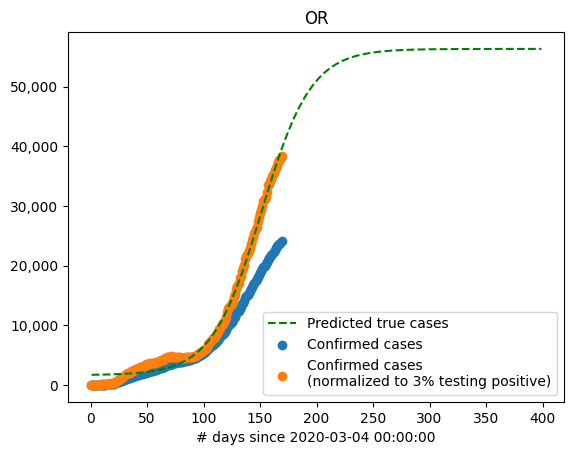 OR
50,000
40,000
30,000
20,000
10,000
0
Predicted true cases
Confirmed cases
Confirmed cases
(normalized to 3% testing positive)
0 50 100 150 200 250 300 350 400
# days since 2020-03-04 00:00:00